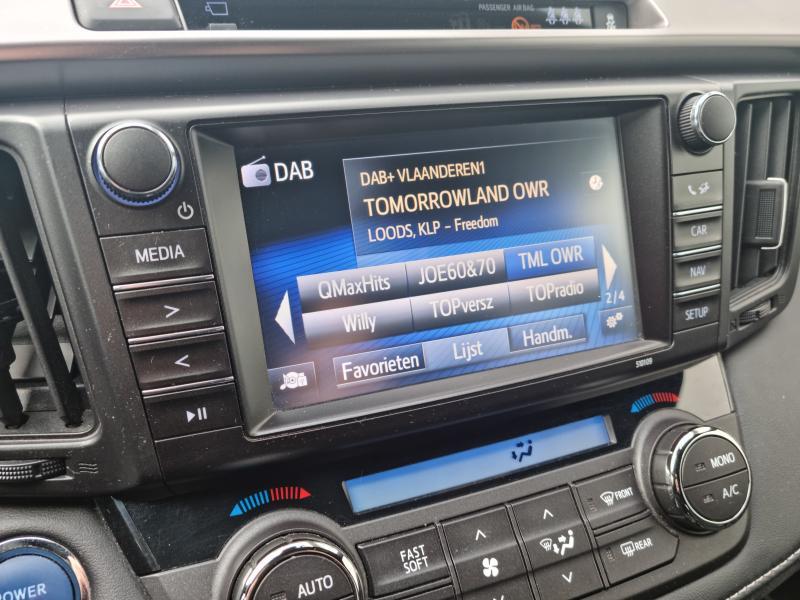 PASSENGER AIR BAG
DAB
DAB+ VLAANDEREN1
TOMORROWLAND OWR
LOODS, KLP - Freedom
QMaxHits JOE60&70 TML OWR
Willy TOPversz TOPradio
2/4
Favorieten Lijst Handm.
MEDIA
>
<
CAR
NAV
SETUP
510109
MONO
A/C
FRONT
REAR
FAST
SOFT
AUTO
POWER